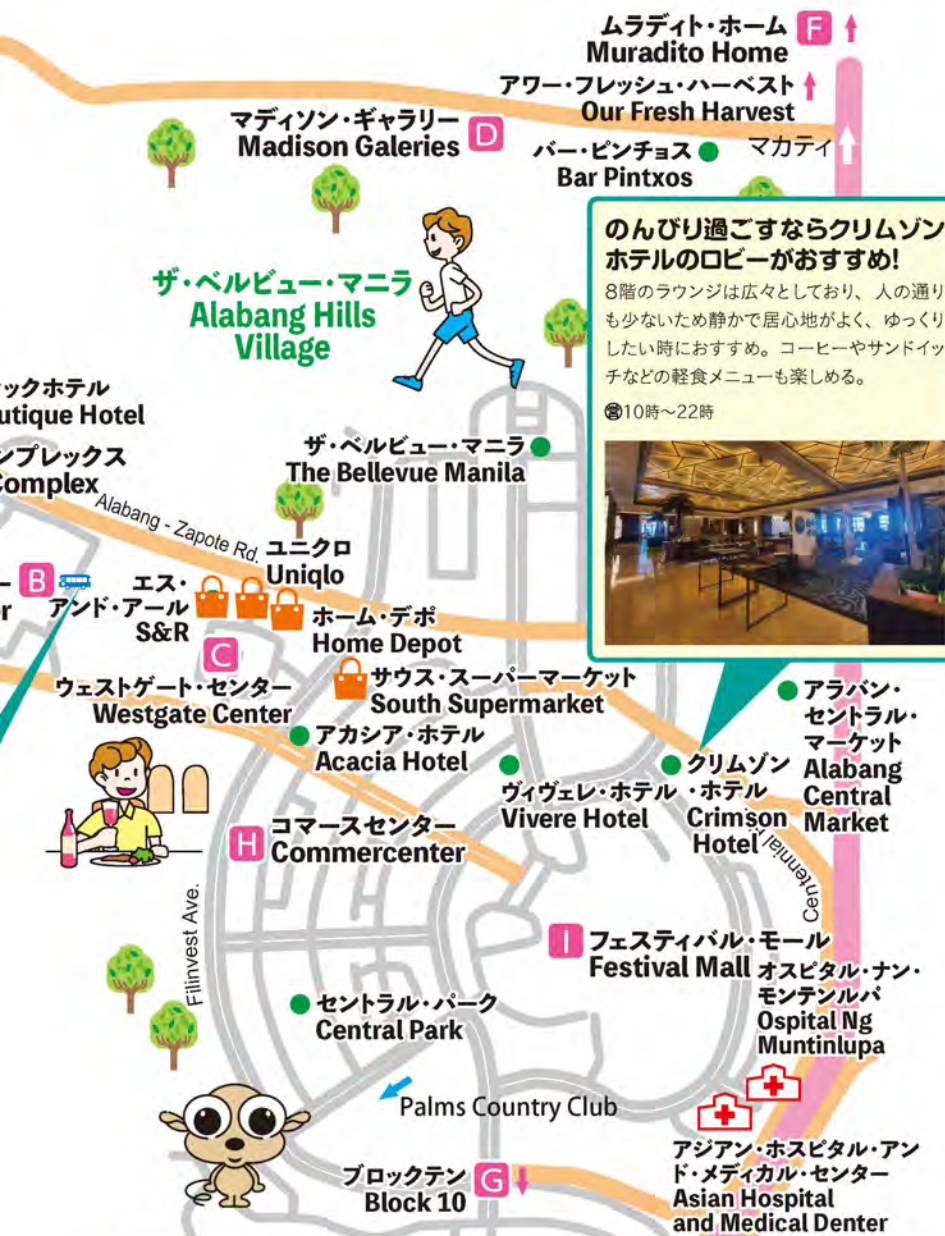 ムラディト・ホーム F
Muradito Home
アワー・フレッシュ・ハーベスト
Our Fresh Harvest
マディソン・ギャラリー D
Madison Galeries
バー・ピンチョス
Bar Pintxos
マカティ
のんびり過ごすならクリムゾン
ホテルのロビーがおすすめ!
8階のラウンジは広々としており、人の通り
も少ないため静かで居心地がよく、ゆっくり
したい時におすすめ。コーヒーやサンドイッ
チなどの軽食メニューも楽しめる。
営10時〜22時
ザ・ベルビュー・マニラ
Alabang Hills
Village
ックホテル
utique Hotel
ンプレックス
Complex
ザ・ベルビュー・マニラ
The Bellevue Manila
Alabang - Zapote Rd.
ユニクロ
Uniqlo
ー B
r
エス・
アンド・アール
S&R
ホーム・デポ
Home Depot
C
ウェストゲート・センター
Westgate Center
サウス・スーパーマーケット
South Supermarket
アカシア・ホテル
Acacia Hotel
ヴィヴェレ・ホテル
Vivere Hotel
クリムゾン
・ホテル
Crimson
Hotel
アラバン・
セントラル・
マーケット
Alabang
Central
Market
Centennial
H コマースセンター
Commercenter
Filinvest Ave.
I フェスティバル・モール
Festival Mall
オスピタル・ナン・
モンテンルパ
Ospital Ng
Muntinlupa
セントラル・パーク
Central Park
Palms Country Club
ブロックテン G
Block 10
アジアン・ホスピタル・アン
ド・メディカル・センター
Asian Hospital
and Medical Denter